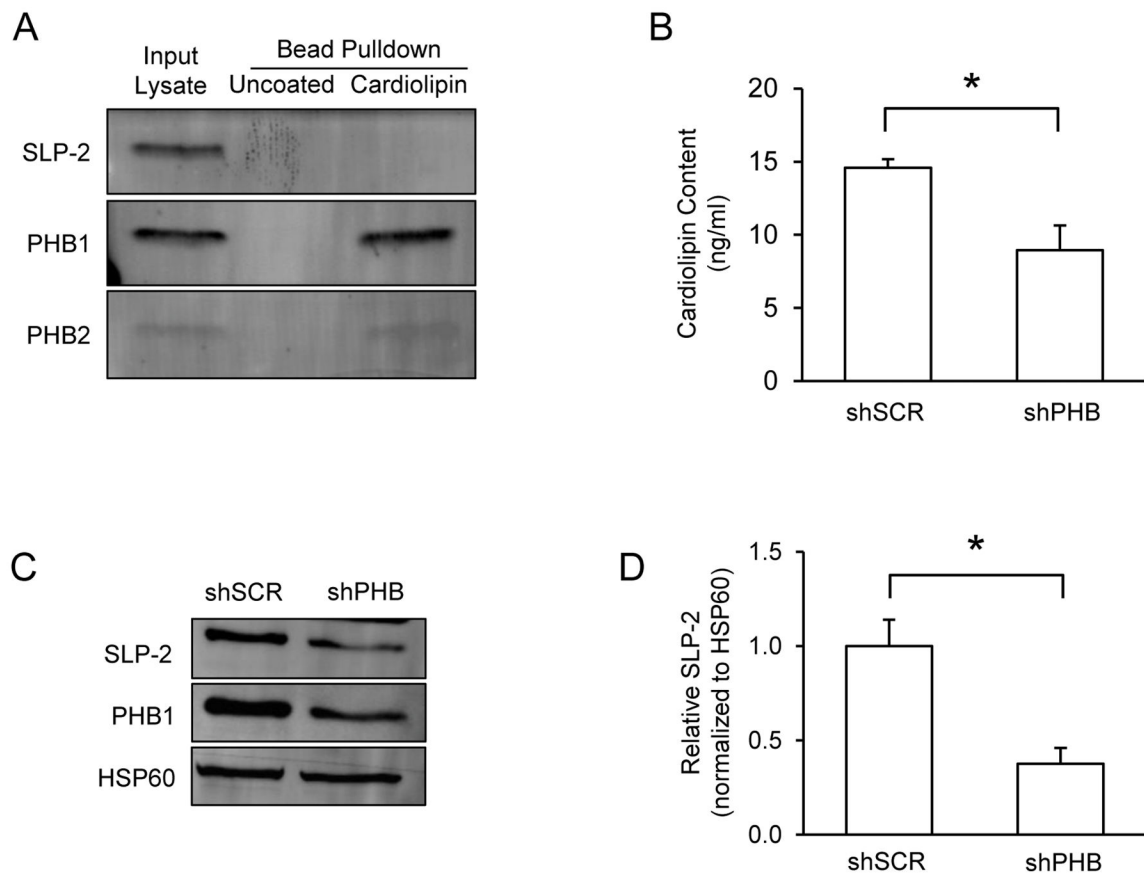 A
Input
Lysate
Bead Pulldown
Uncoated Cardiolipin
SLP-2
PHB1
PHB2
B
Cardiolipin Content
(ng/ml)
20
15
10
5
0
*
shSCR
shPHB
C
shSCR
shPHB
SLP-2
PHB1
HSP60
D
Relative SLP-2
(normalized to HSP60)
1.5
1.0
0.5
0.0
*
shSCR
shPHB